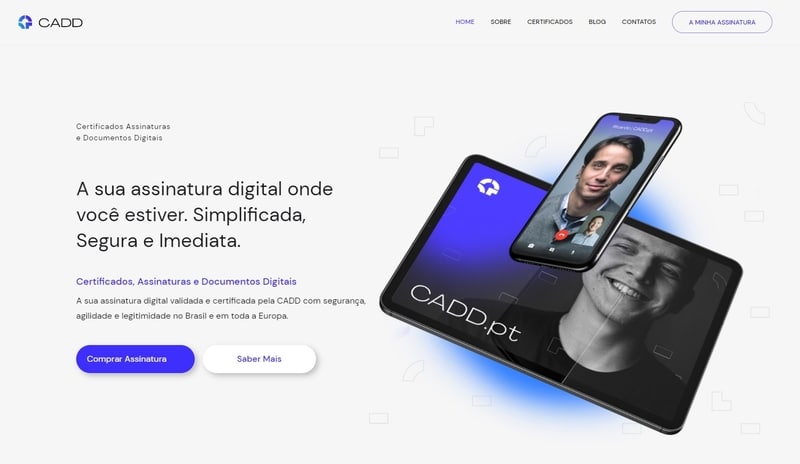 CADD
HOME
SOBRE
CERTIFICADOS
BLOG
CONTATOS
A MINHA ASSINATURA
Certificados Assinaturas
e Documentos Digitais
A sua assinatura digital onde
você estiver. Simplificada,
Segura e Imediata.
Certificados, Assinaturas e Documentos Digitais
A sua assinatura digital validada e certificada pela CADD com segurança,
agilidade e legitimidade no Brasil e em toda a Europa.
Comprar Assinatura
Saber Mais
CADD.pt